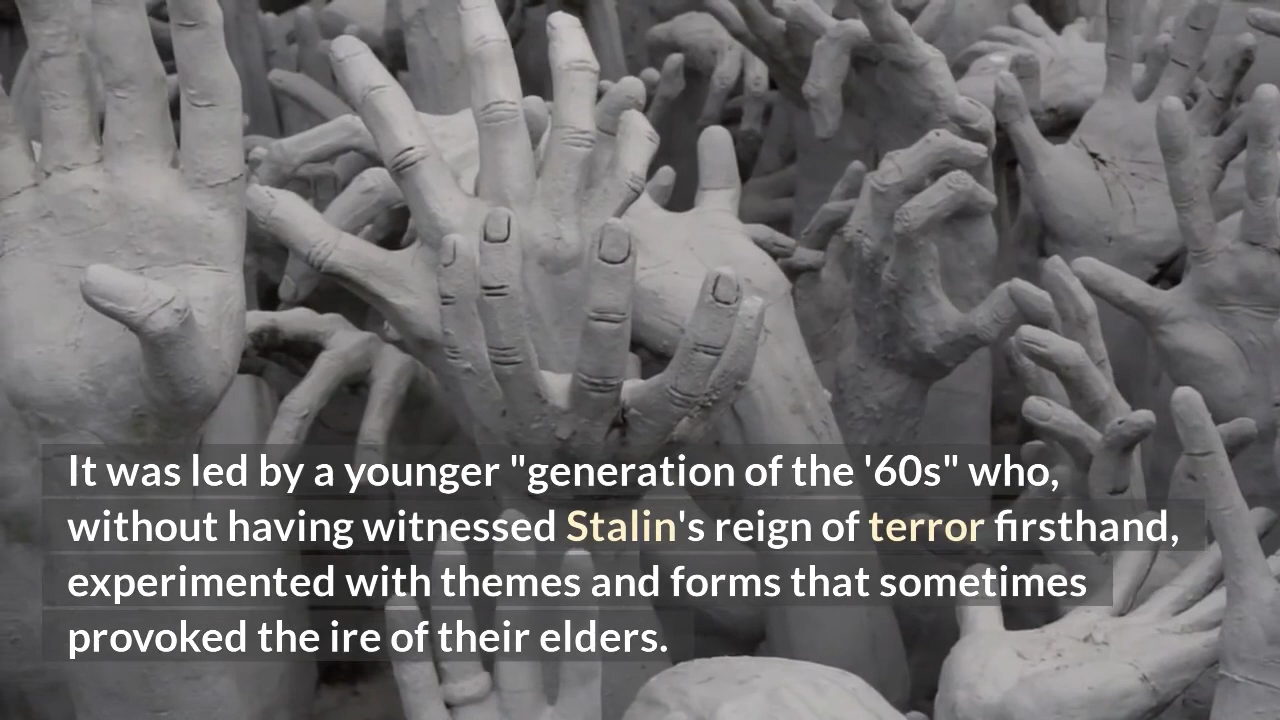 It was led by a younger "generation of the '60s" who,
without having witnessed Stalin's reign of terror firsthand,
experimented with themes and forms that sometimes
provoked the ire of their elders.